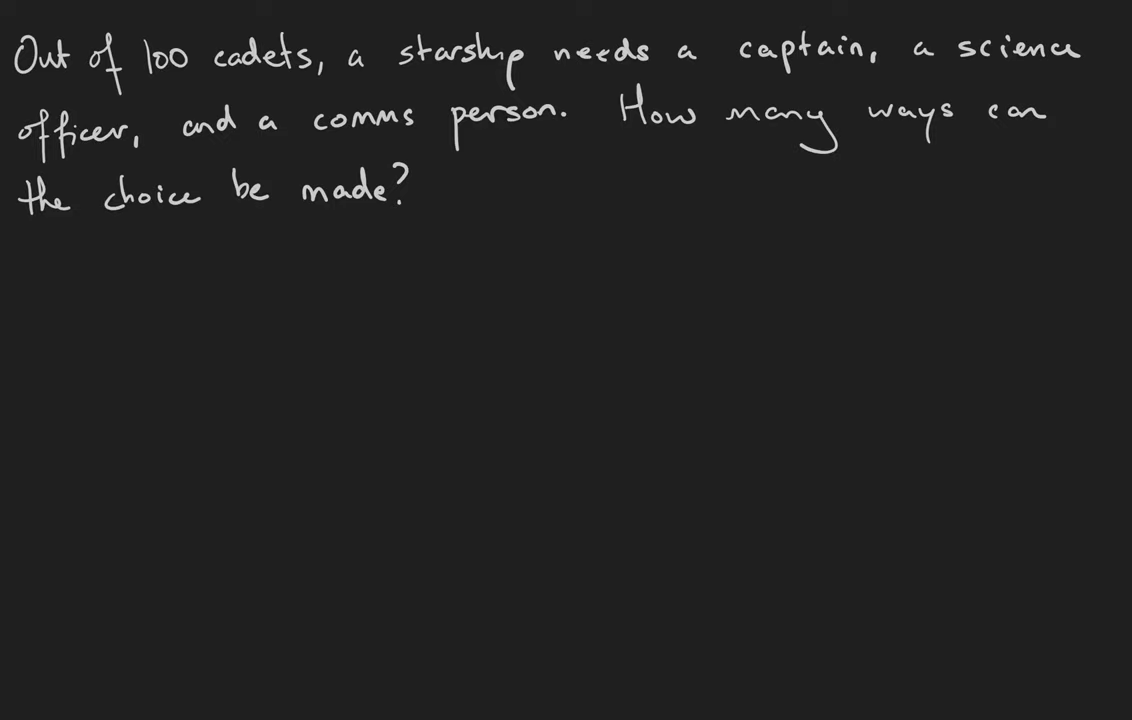 Out of 100 cadets, a starship needs a captain, a science
officer, and a comms person. How many ways can
the choice be made?